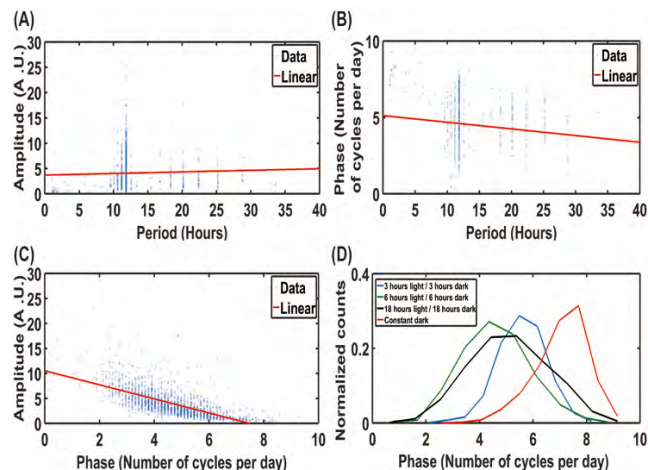 (A)
Amplitude (A .U.)
30
25
20
15
10
5
0
0 5 10 15 20 25 30 35 40
Period (Hours)
Data
Linear
(B)
Phase (Number
of cycles per day)
10
5
0
0 5 10 15 20 25 30 35 40
Period (Hours)
Data
Linear
(C)
Amplitude (A .U.)
30
25
20
15
10
5
0
0 2 4 6 8 10
Phase (Number of cycles per day)
Data
Linear
(D)
Normalized counts
0.4
0.2
0
0 2 4 6 8 10
Phase (Number of cycles per day)
3 hours light / 3 hours dark
6 hours light / 6 hours dark
18 hours light / 18 hours dark
Constant dark